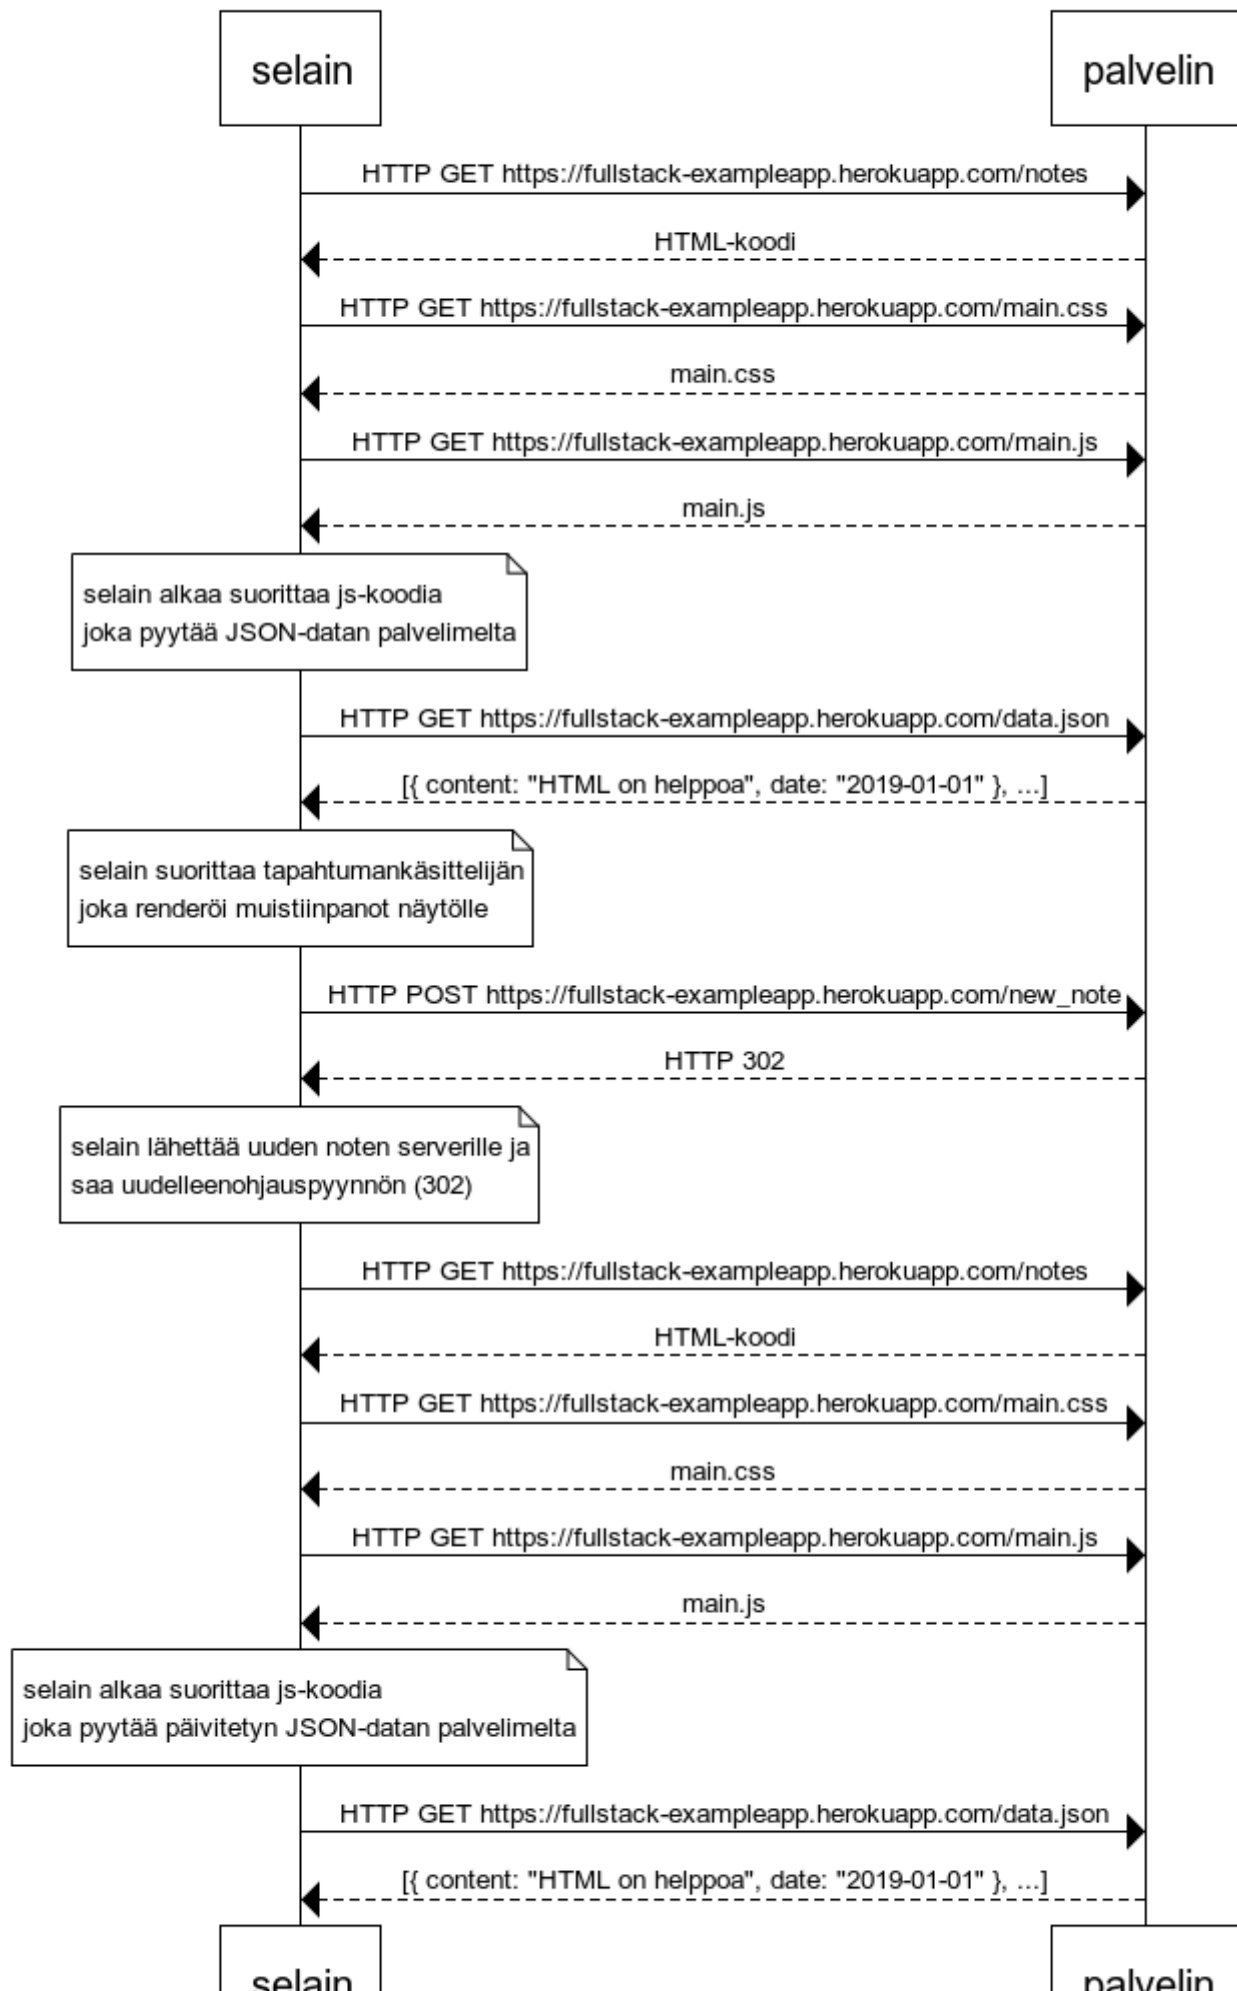 selain
palvelin
HTTP GET https://fullstack-exampleapp.herokuapp.com/notes
HTML-koodi
HTTP GET https://fullstack-exampleapp.herokuapp.com/main.css
main.css
HTTP GET https://fullstack-exampleapp.herokuapp.com/main.js
main.js
selain alkaa suorittaa js-koodia
joka pyytää JSON-datan palvelimelta
HTTP GET https://fullstack-exampleapp.herokuapp.com/data.json
[{ content: "HTML on helppoa", date: "2019-01-01" }, ...]
selain suorittaa tapahtumankäsittelijän
joka renderöi muistiinpanot näytölle
HTTP POST https://fullstack-exampleapp.herokuapp.com/new_note
HTTP 302
selain lähettää uuden noten serverille ja
saa uudelleenohjauspyynnön (302)
HTTP GET https://fullstack-exampleapp.herokuapp.com/notes
HTML-koodi
HTTP GET https://fullstack-exampleapp.herokuapp.com/main.css
main.css
HTTP GET https://fullstack-exampleapp.herokuapp.com/main.js
main.js
selain alkaa suorittaa js-koodia
joka pyytää päivitetyn JSON-datan palvelimelta
HTTP GET https://fullstack-exampleapp.herokuapp.com/data.json
[{ content: "HTML on helppoa", date: "2019-01-01" }, ...]
selain
palvelin